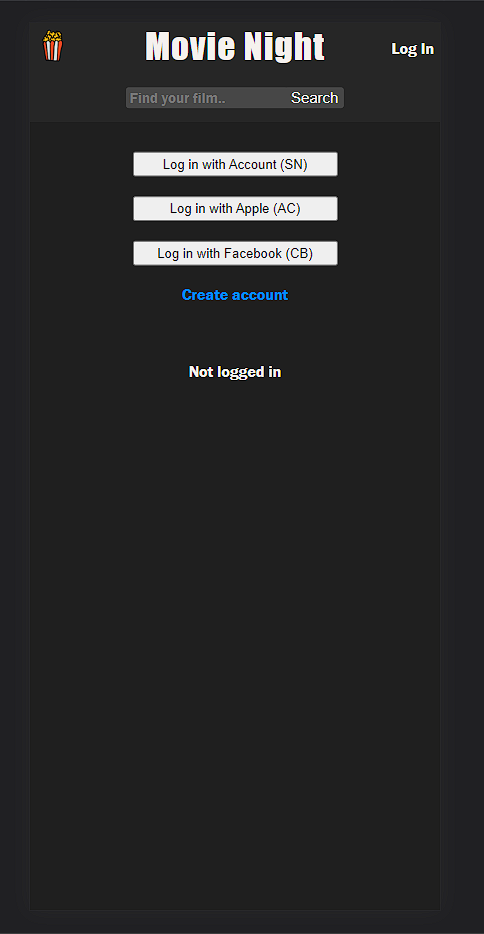 Movie Night
Log In
Find your film..
Search
Log in with Account (SN)
Log in with Apple (AC)
Log in with Facebook (CB)
Create account
Not logged in